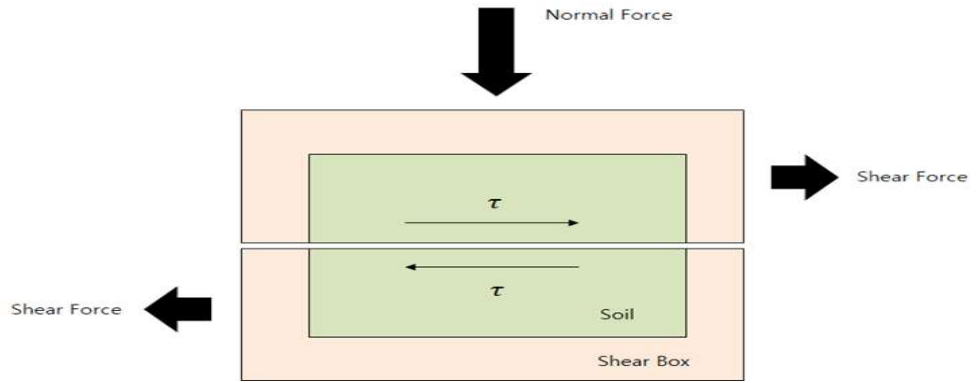 Normal Force
Shear Force
τ
τ
Shear Force
Soil
Shear Box